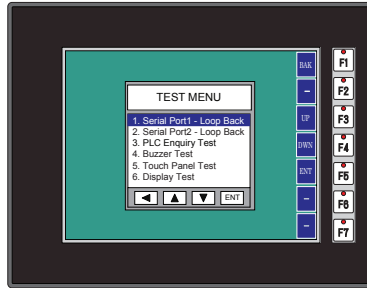 TEST MENU
1. Serial Port1 - Loop Back
2. Serial Port2 - Loop Back
3. PLC Enquiry Test
4. Buzzer Test
5. Touch Panel Test
6. Display Test
ENT
BAK
-
UP
DWN
ENT
-
-
F1
F2
F3
F4
F5
F6
F7